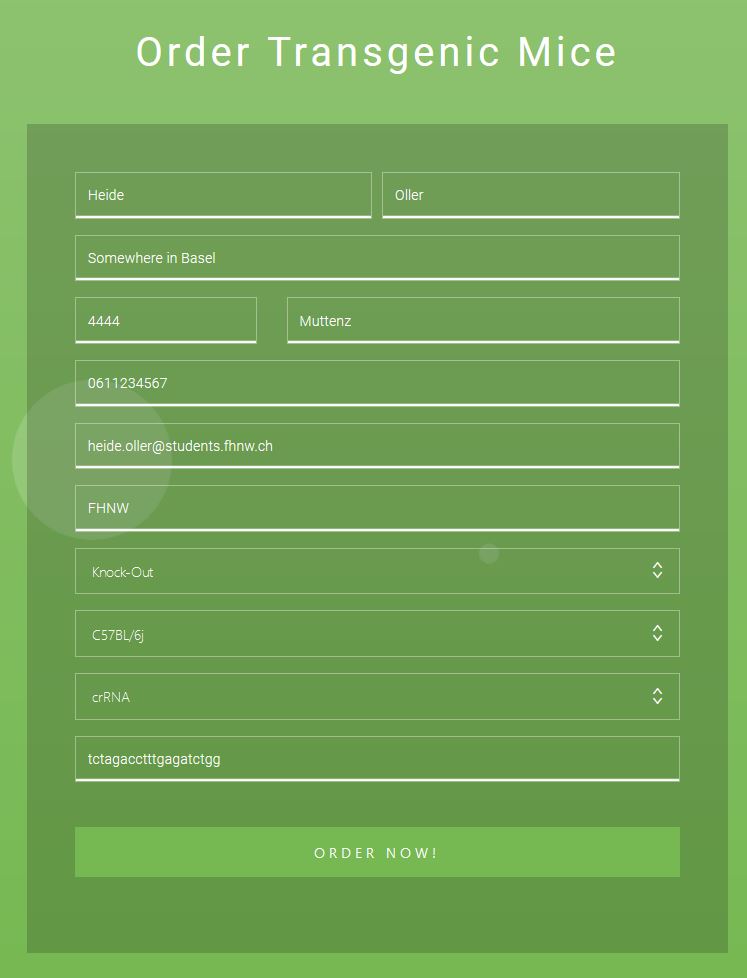 Order Transgenic Mice
Heide Oller
Somewhere in Basel
4444 Muttenz
0611234567
heide.oller@students.fhnw.ch
FHNW
Knock-Out
C57BL/6j
crRNA
tctagacctttgagatctgg
ORDER NOW!